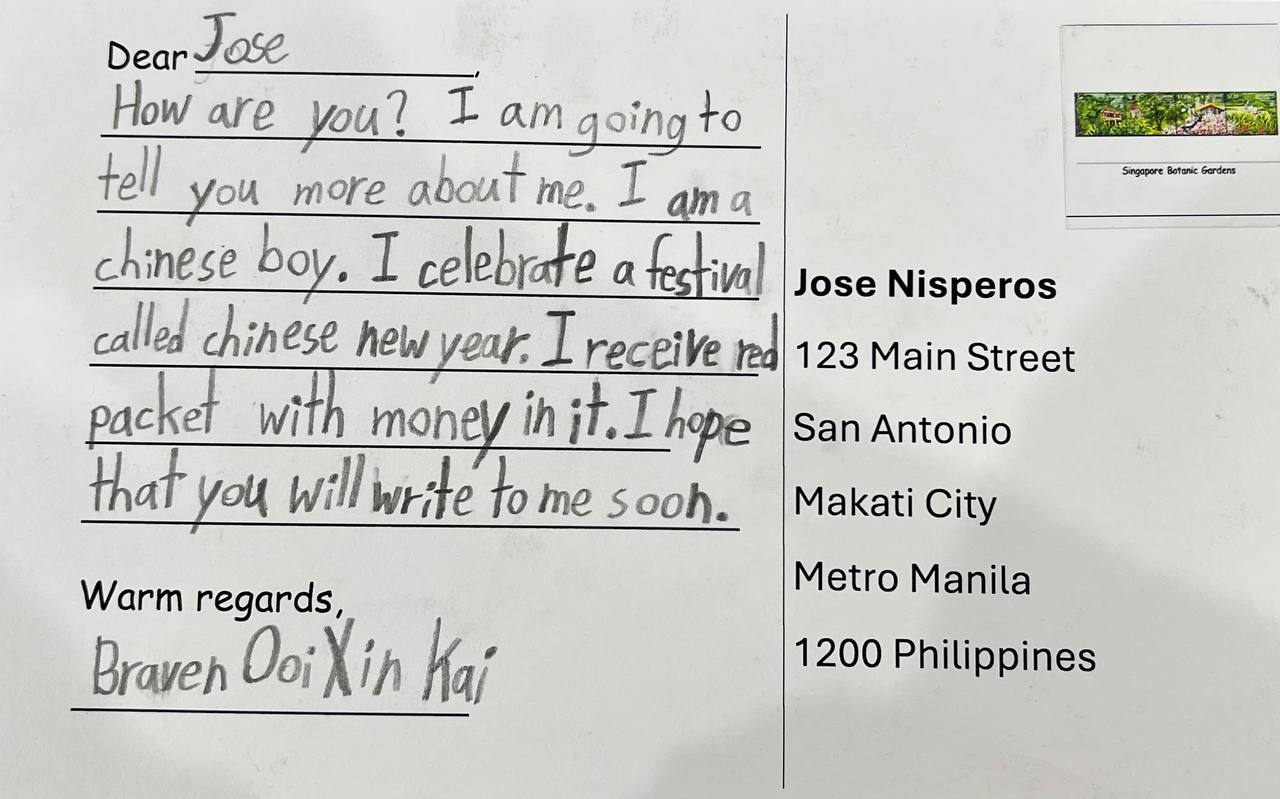 Dear Jose,
How are you? I am going to
tell you more about me. I am a
chinese boy. I celebrate a festival
called chinese new year. I receive red
packet with money in it. I hope
that you will write to me soon.
Warm regards,
Braven Ooi Xin Kai
Singapore Botanic Gardens
Jose Nisperos
123 Main Street
San Antonio
Makati City
Metro Manila
1200 Philippines